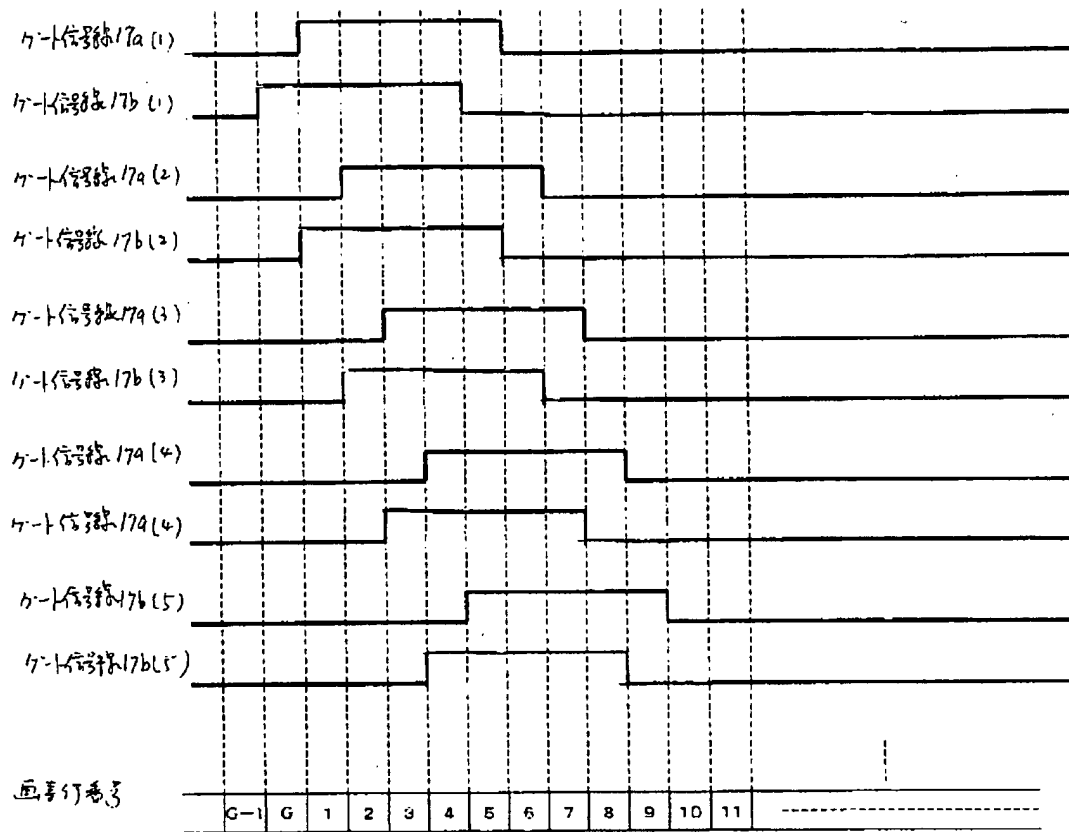 ゲート信号線17a(1)
ゲート信号線17b(1)
ゲート信号線17a(2)
ゲート信号線17b(2)
ゲート信号線17a(3)
ゲート信号線17b(3)
ゲート信号線17a(4)
ゲート信号線17a(4)
ゲート信号線17b(5)
ゲート信号線17b(5)
画素行番号 G-1 G 1 2 3 4 5 6 7 8 9 10 11